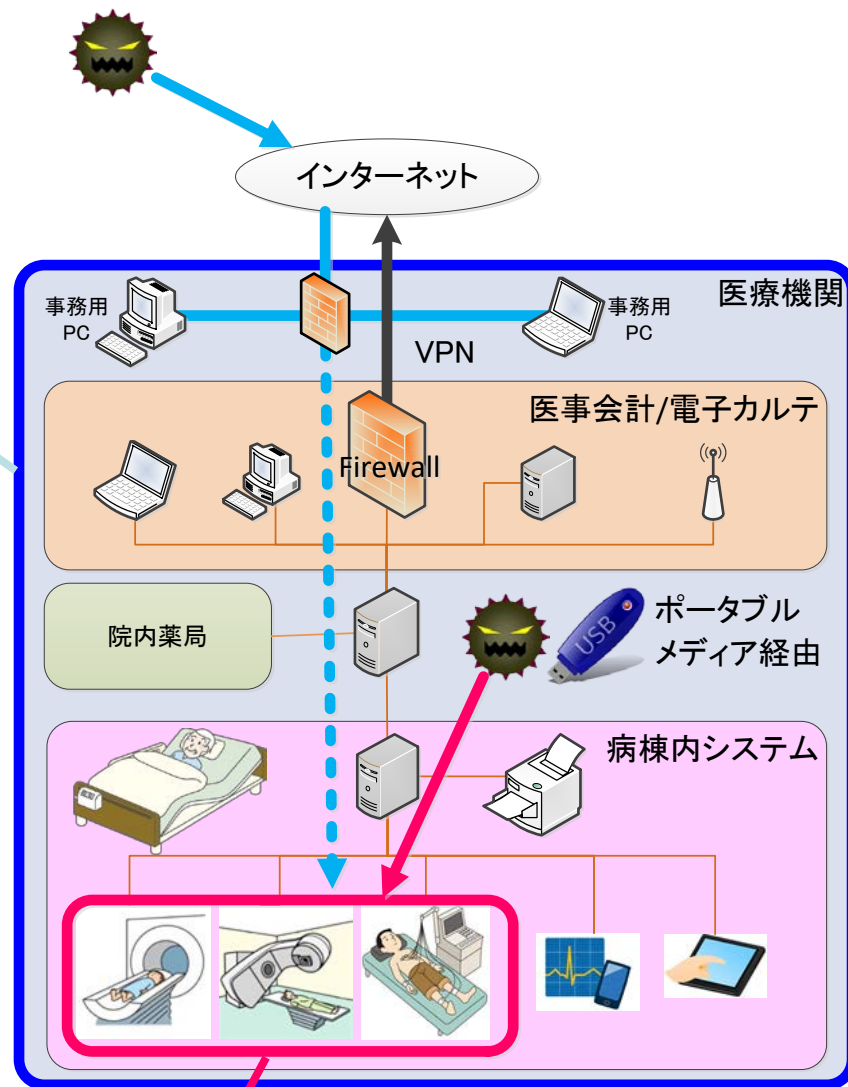 インターネット
医療機関
事務用
PC
事務用
PC
VPN
医事会計/電子カルテ
Firewall
院内薬局
USB
ポータブル
メディア経由
病棟内システム